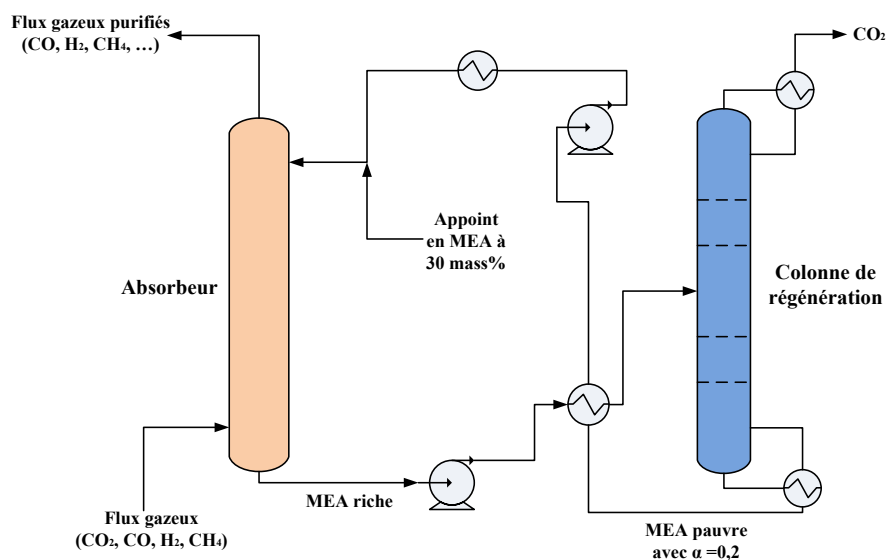 Flux gazeux purifiés
(CO, H₂, CH₄, …)
CO₂
Appoint
en MEA à
30 mass%
Absorbeur
Colonne de
régénération
MEA riche
Flux gazeux
(CO₂, CO, H₂, CH₄)
MEA pauvre
avec α =0,2